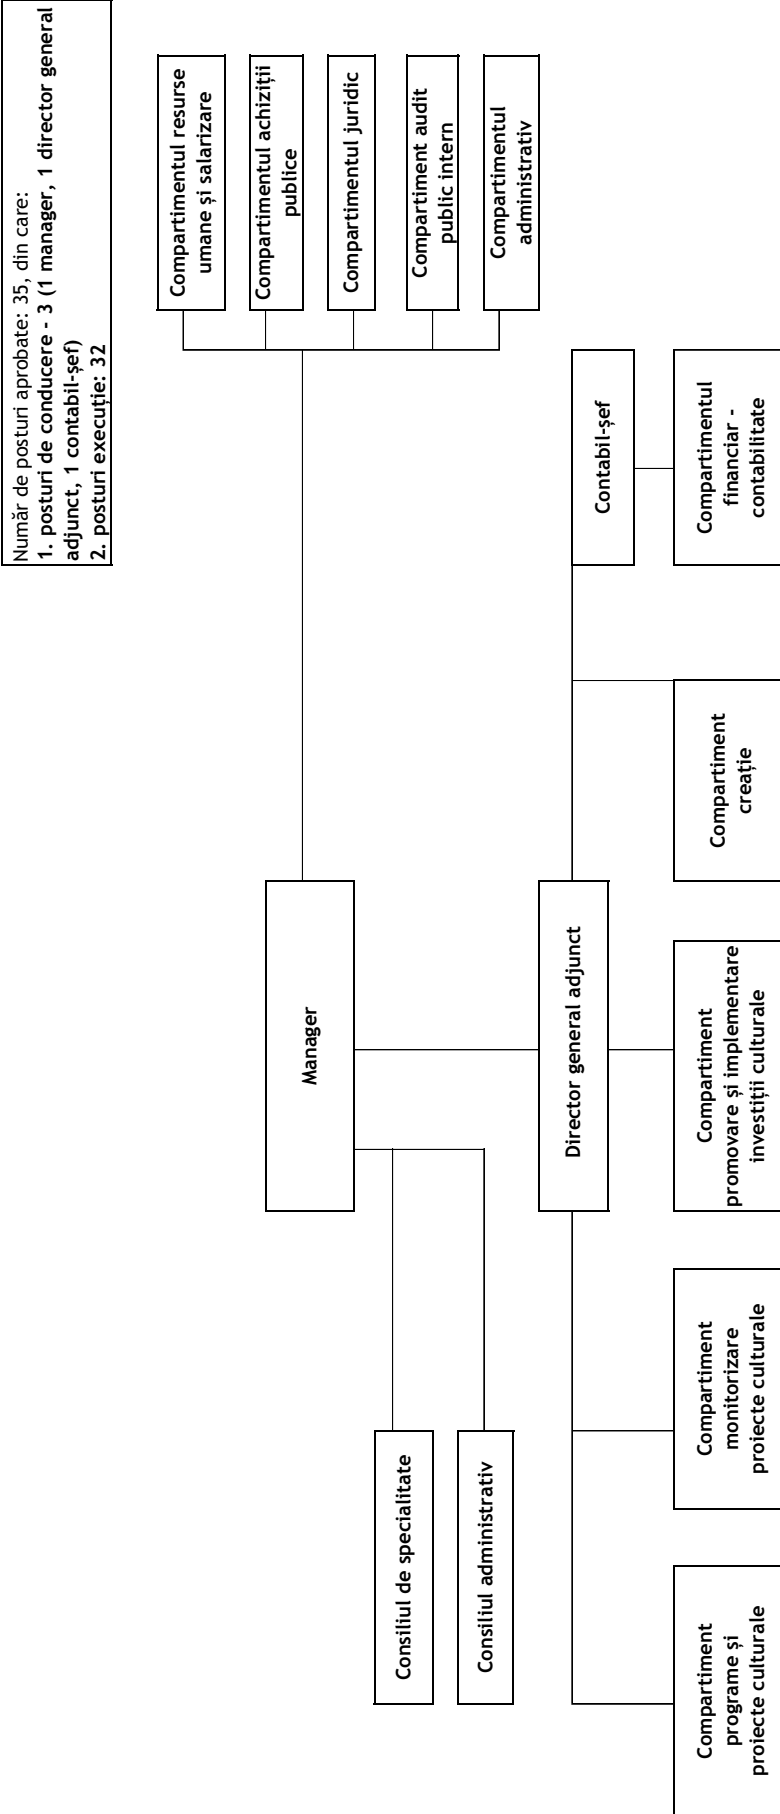 Număr de posturi aprobate: 35, din care:
1. posturi de conducere - 3 (1 manager, 1 director general
adjunct, 1 contabil-șef)
2. posturi execuție: 32
Compartimentul resurse
umane și salarizare
Compartimentul achiziții
publice
Compartimentul juridic
Compartiment audit
public intern
Compartimentul
administrativ
Manager
Consiliul de specialitate
Consiliul administrativ
Director general adjunct
Contabil-șef
Compartiment
programe și
proiecte culturale
Compartiment
monitorizare
proiecte culturale
Compartiment
promovare și implementare
investiții culturale
Compartiment
creație
Compartimentul
financiar -
contabilitate